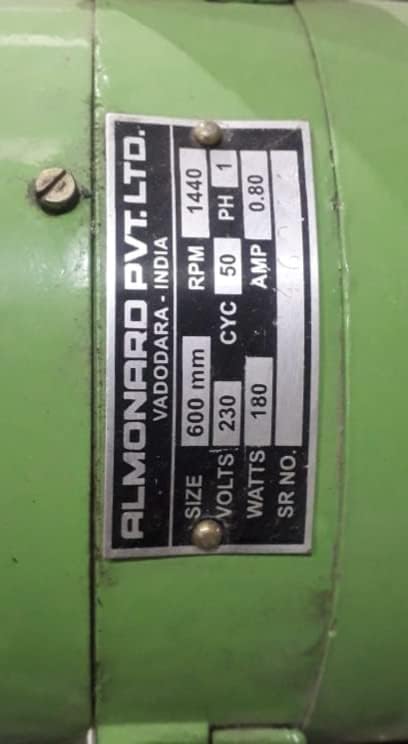 ALMONARD PVT. LTD.
VADODARA - INDIA
SIZE 600 mm RPM 1440
VOLTS 230 CYC 50 PH 1
WATTS 180 AMP 0.80
SR NO.